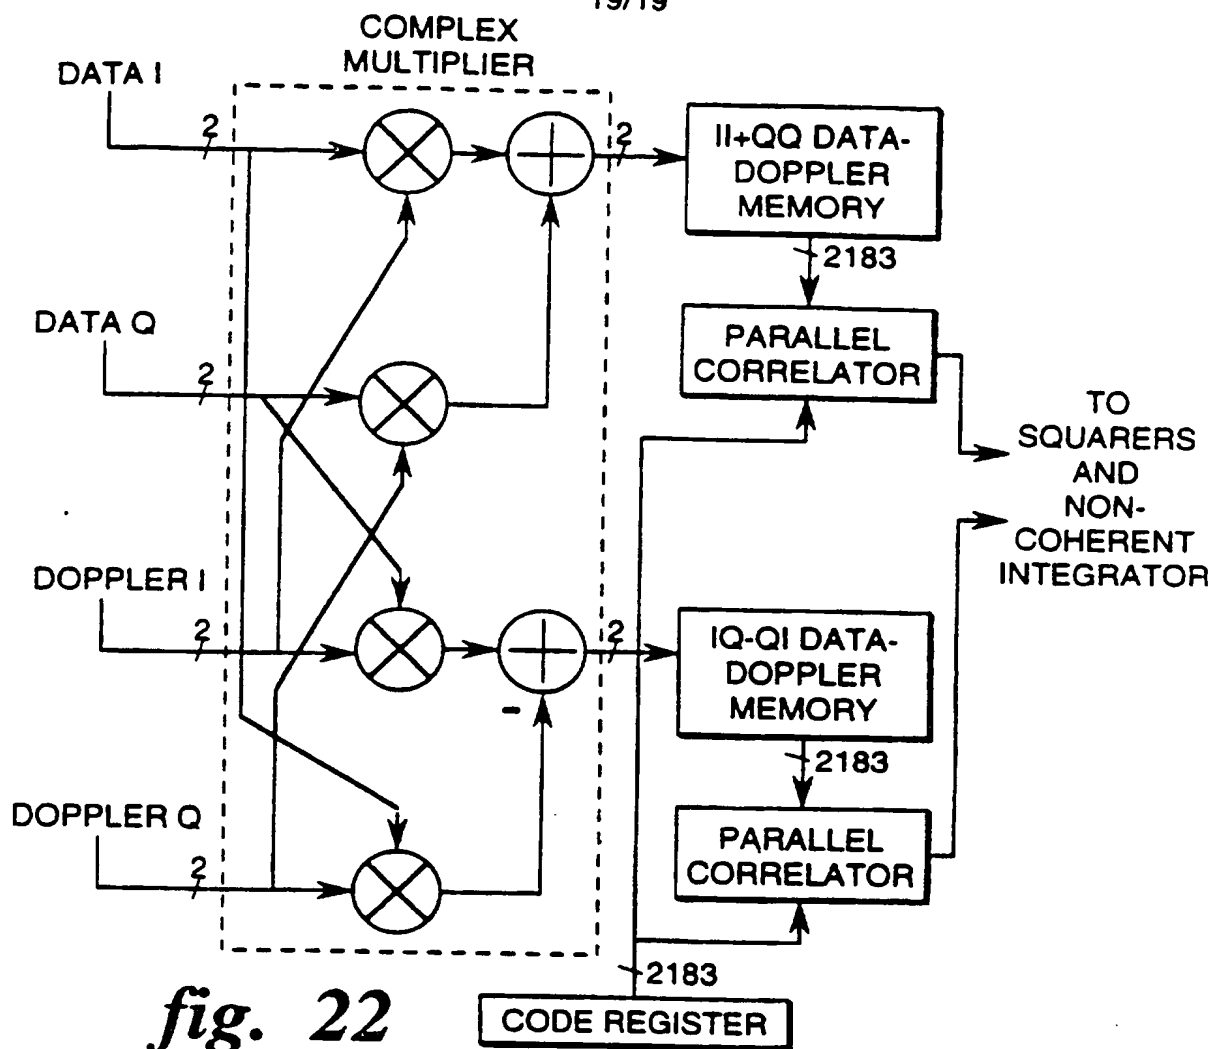 19/19
COMPLEX
MULTIPLIER
DATA I
2
2
II+QQ DATA-
DOPPLER
MEMORY
2183
DATA Q
2
PARALLEL
CORRELATOR
TO
SQUARERS
AND
NON-
COHERENT
INTEGRATOR
DOPPLER I
2
2
IQ-QI DATA-
DOPPLER
MEMORY
-
2183
DOPPLER Q
2
PARALLEL
CORRELATOR
2183
CODE REGISTER
fig. 22